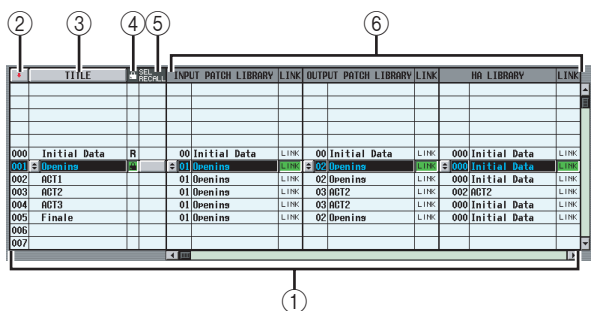 ② ③ ④ ⑤ ⑥
TITLE SEL RECALL INPUT PATCH LIBRARY LINK OUTPUT PATCH LIBRARY LINK HA LIBRARY LINK
000 Initial Data R 00 Initial Data LINK 00 Initial Data LINK 000 Initial Data LINK
001 Opening 01 Opening LINK 02 Opening LINK 000 Initial Data LINK
002 ACT1 01 Opening LINK 02 Opening LINK 000 Initial Data LINK
003 ACT2 01 Opening LINK 03 ACT2 LINK 002 ACT2 LINK
004 ACT3 01 Opening LINK 03 ACT2 LINK 000 Initial Data LINK
005 Finale 01 Opening LINK 02 Opening LINK 000 Initial Data LINK
006
007
①